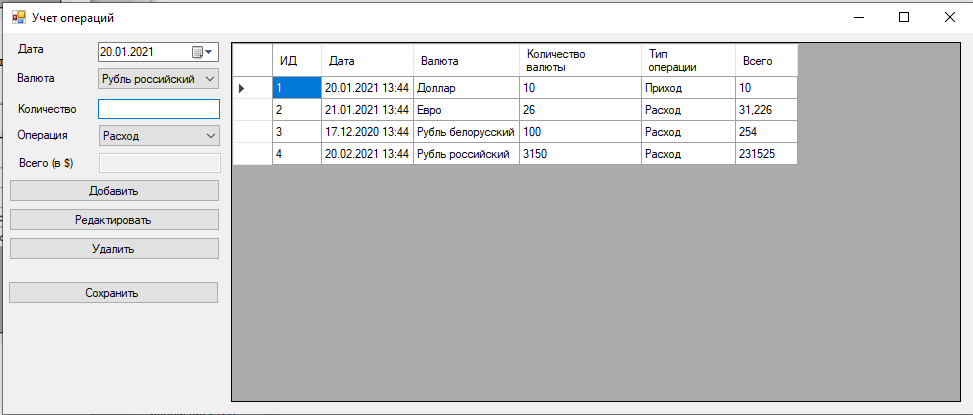 Учет операций
Дата
20.01.2021
Валюта
Рубль российский
Количество
Операция
Расход
Всего (в $)
Добавить
Редактировать
Удалить
Сохранить
ИД Дата Валюта Количество валюты Тип операции Всего
1 20.01.2021 13:44 Доллар 10 Приход 10
2 21.01.2021 13:44 Евро 26 Расход 31,226
3 17.12.2020 13:44 Рубль белорусский 100 Расход 254
4 20.02.2021 13:44 Рубль российский 3150 Расход 231525